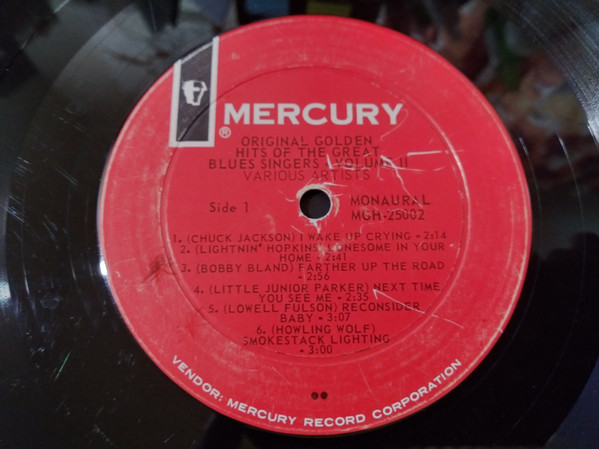 MERCURY
®
ORIGINAL GOLDEN
HITS OF THE GREAT
BLUES SINGERS - VOLUME II
VARIOUS ARTISTS
Side 1
MONAURAL
MGH-25002
1. (CHUCK JACKSON) I WAKE UP CRYING - 2:14
2. (LIGHTNIN' HOPKINS) LONESOME IN YOUR
HOME - 2:41
3. (BOBBY BLAND) FARTHER UP THE ROAD
- 2:56
4. (LITTLE JUNIOR PARKER) NEXT TIME
YOU SEE ME - 2:35
5. (LOWELL FULSON) RECONSIDER
BABY - 3:07
6. (HOWLING WOLF)
SMOKESTACK LIGHTING
- 3:00
VENDOR: MERCURY RECORD CORPORATION